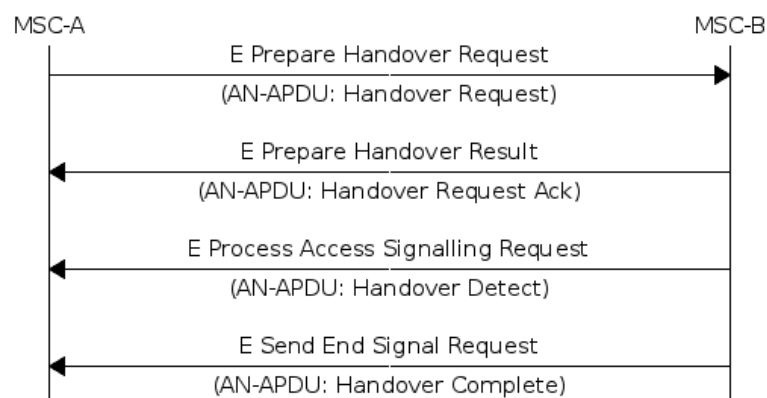 MSC-A MSC-B
E Prepare Handover Request
(AN-APDU: Handover Request)
E Prepare Handover Result
(AN-APDU: Handover Request Ack)
E Process Access Signalling Request
(AN-APDU: Handover Detect)
E Send End Signal Request
(AN-APDU: Handover Complete)